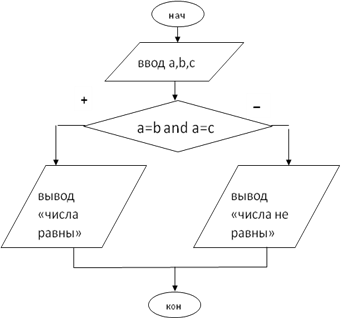 нач
ввод a,b,c
+
−
a=b and a=c
вывод
«числа
равны»
вывод
«числа не
равны»
кон